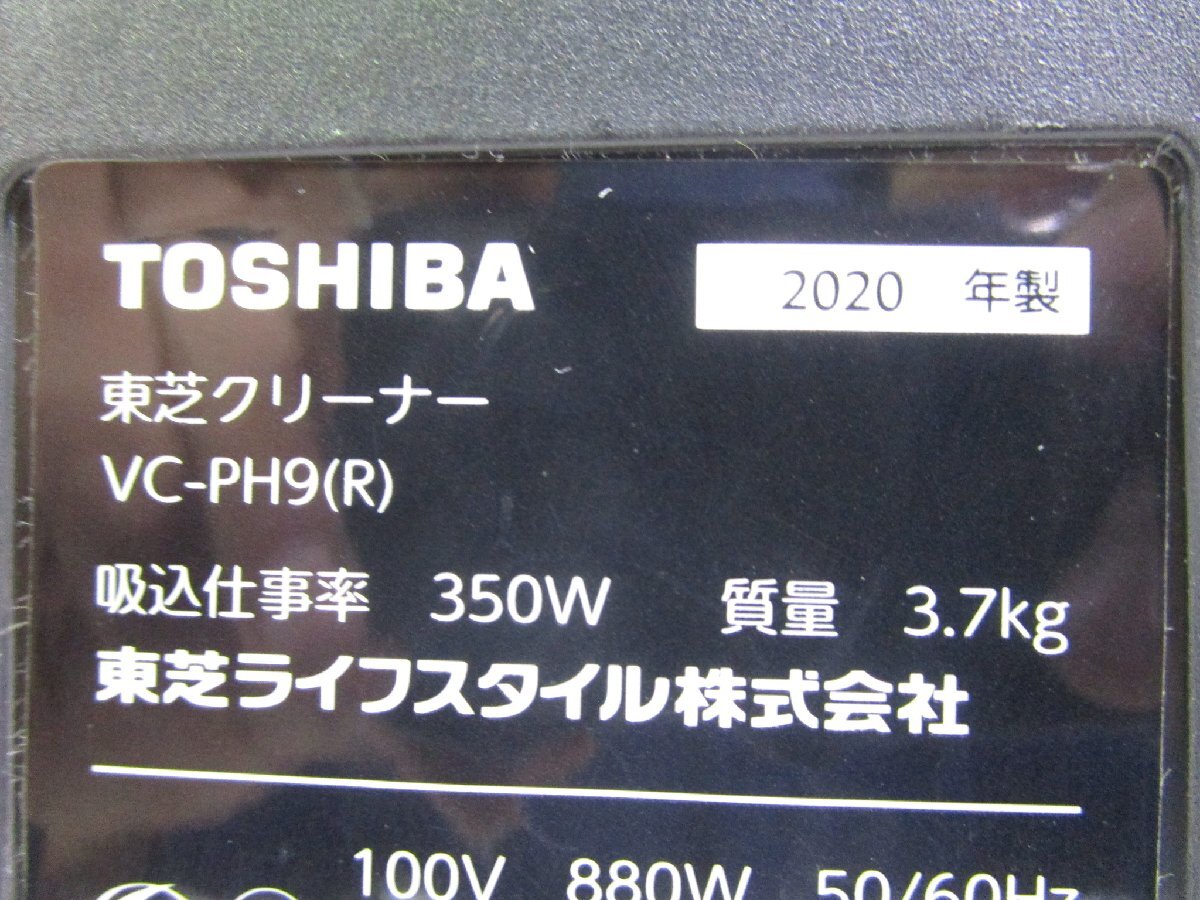 TOSHIBA 2020 年製
東芝クリーナー
VC-PH9(R)
吸込仕事率 350W 質量 3.7kg
東芝ライフスタイル株式会社
100V 880W 50/60Hz